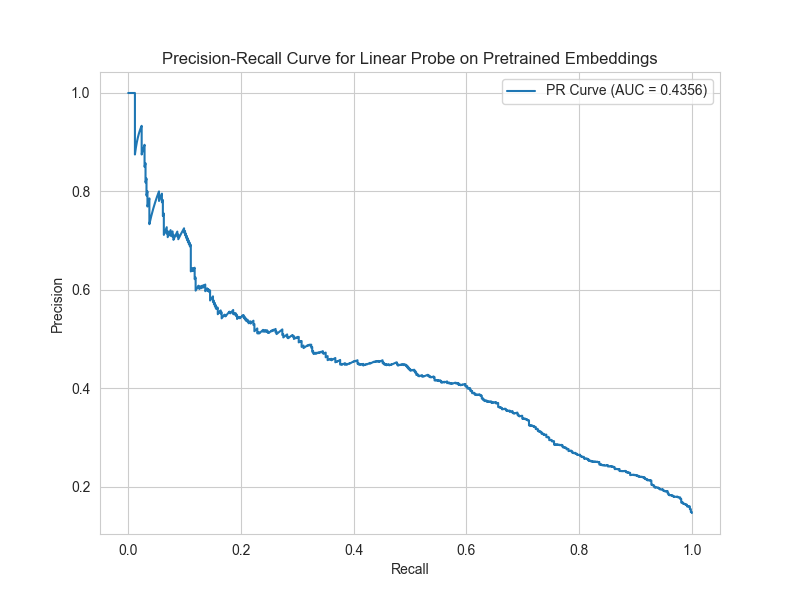 Precision-Recall Curve for Linear Probe on Pretrained Embeddings
PR Curve (AUC = 0.4356)
1.0
0.8
0.6
0.4
0.2
Precision
0.0 0.2 0.4 0.6 0.8 1.0
Recall